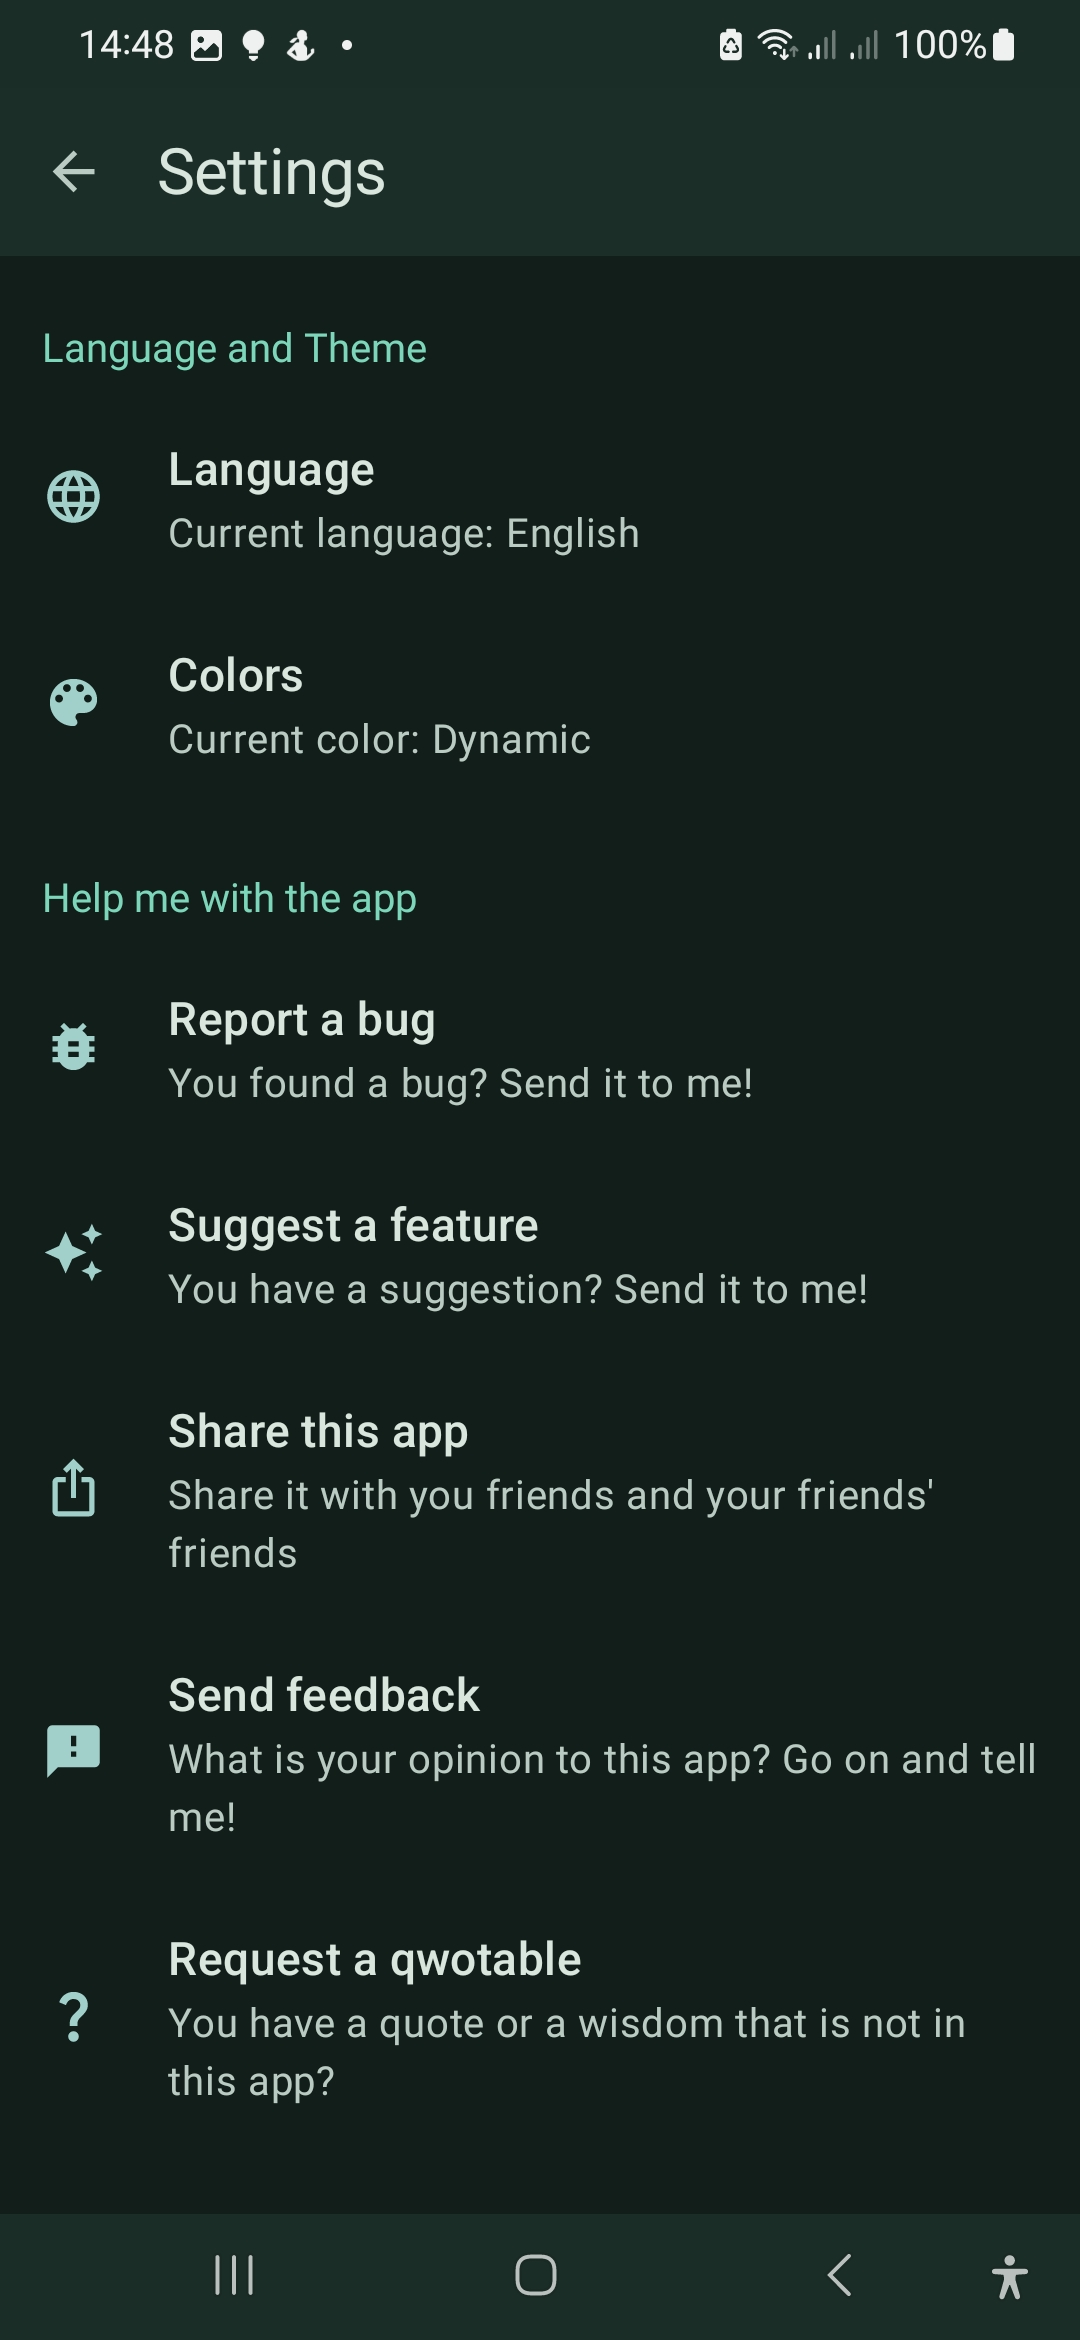 14:48
100%
Settings
Language and Theme
Language
Current language: English
Colors
Current color: Dynamic
Help me with the app
Report a bug
You found a bug? Send it to me!
Suggest a feature
You have a suggestion? Send it to me!
Share this app
Share it with you friends and your friends'
friends
Send feedback
What is your opinion to this app? Go on and tell
me!
Request a qwotable
You have a quote or a wisdom that is not in
this app?